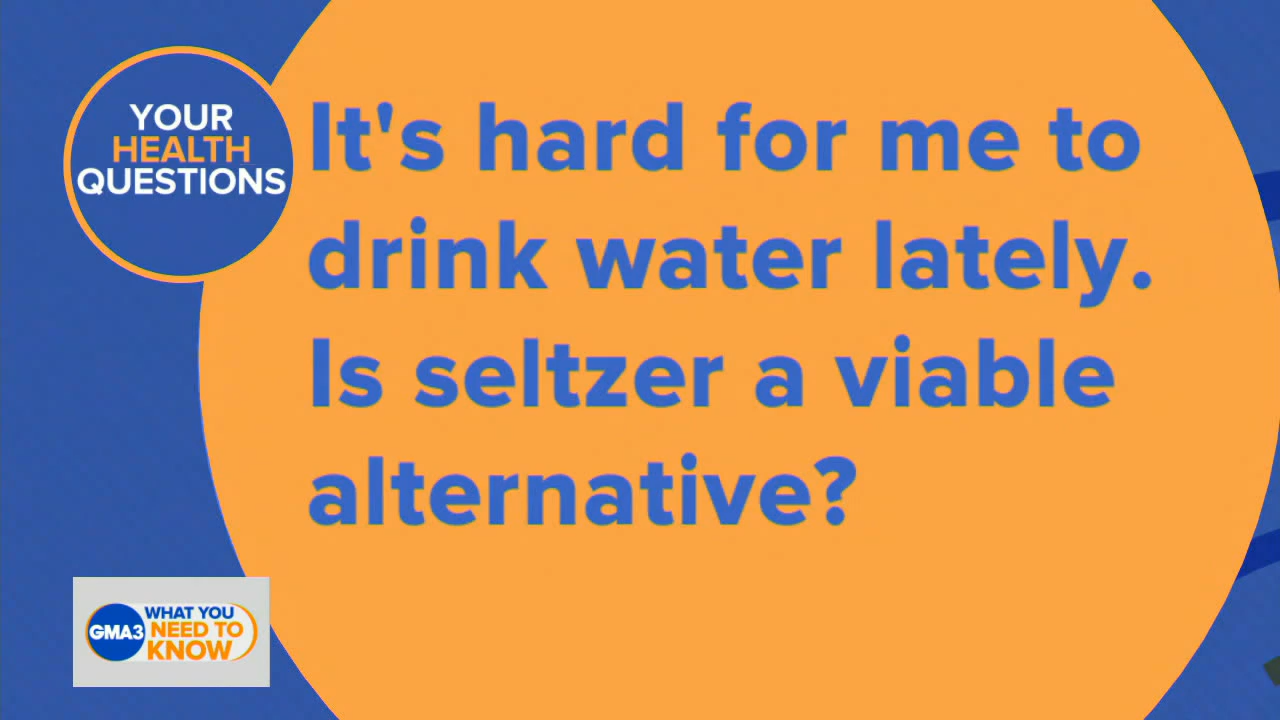 YOUR
HEALTH
QUESTIONS
It's hard for me to
drink water lately.
Is seltzer a viable
alternative?
GMA3
WHAT YOU
NEED TO
KNOW